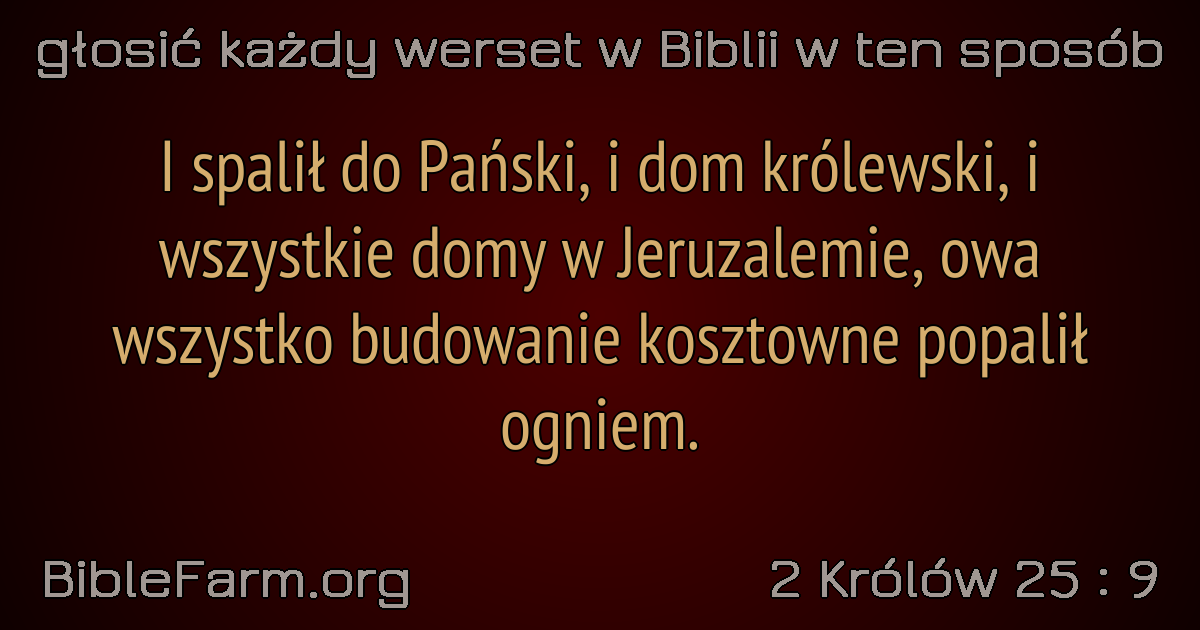 głosić każdy werset w Biblii w ten sposób
I spalił do Pański, i dom królewski, i
wszystkie domy w Jeruzalemie, owa
wszystko budowanie kosztowne popalił
ogniem.
BibleFarm.org
2 Królów 25 : 9